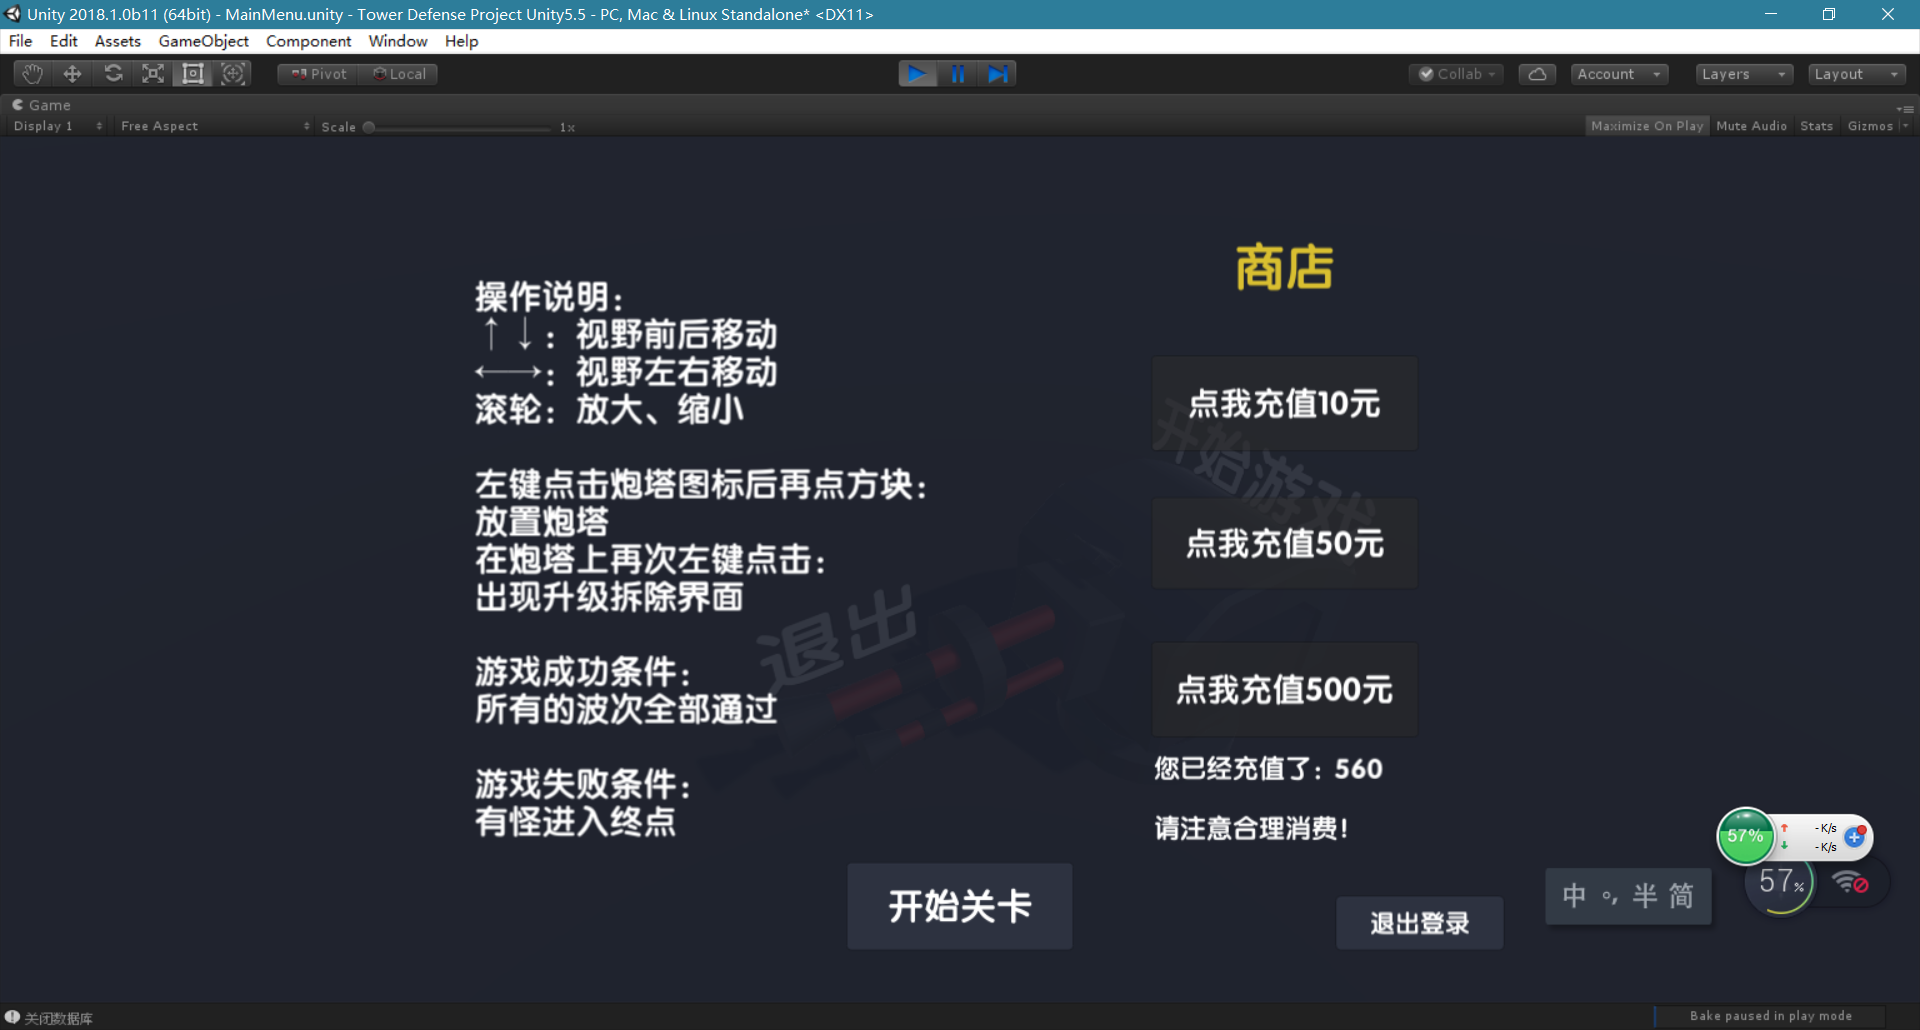 Unity 2018.1.0b11 (64bit) - MainMenu.unity - Tower Defense Project Unity5.5 - PC, Mac & Linux Standalone* <DX11>
File Edit Assets GameObject Component Window Help
Pivot Local Collab Account Layers Layout
Game
Display 1 Free Aspect Scale 1x Maximize On Play Mute Audio Stats Gizmos
商店
操作说明：
↑ ↓：视野前后移动
←→：视野左右移动
滚轮：放大、缩小
左键点击炮塔图标后再点方块：
放置炮塔
在炮塔上再次左键点击：
出现升级拆除界面
游戏成功条件：
所有的波次全部通过
游戏失败条件：
有怪进入终点
点我充值10元
开始游戏
点我充值50元
退出
点我充值500元
您已经充值了：560
请注意合理消费！
开始关卡
退出登录
57%
- K/s
- K/s
57%
中 °, 半 简
关闭数据库
Bake paused in play mode